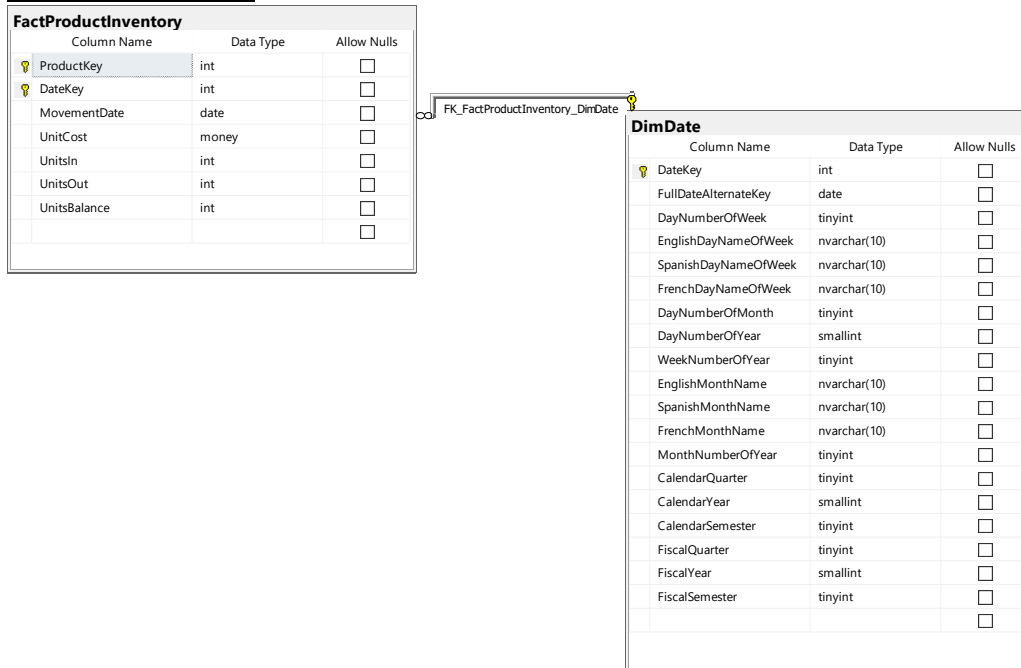 FactProductInventory
Column Name Data Type Allow Nulls
ProductKey int
DateKey int
MovementDate date
UnitCost money
UnitsIn int
UnitsOut int
UnitsBalance int
FK_FactProductInventory_DimDate
DimDate
Column Name Data Type Allow Nulls
DateKey int
FullDateAlternateKey date
DayNumberOfWeek tinyint
EnglishDayNameOfWeek nvarchar(10)
SpanishDayNameOfWeek nvarchar(10)
FrenchDayNameOfWeek nvarchar(10)
DayNumberOfMonth tinyint
DayNumberOfYear smallint
WeekNumberOfYear tinyint
EnglishMonthName nvarchar(10)
SpanishMonthName nvarchar(10)
FrenchMonthName nvarchar(10)
MonthNumberOfYear tinyint
CalendarQuarter tinyint
CalendarYear smallint
CalendarSemester tinyint
FiscalQuarter tinyint
FiscalYear smallint
FiscalSemester tinyint